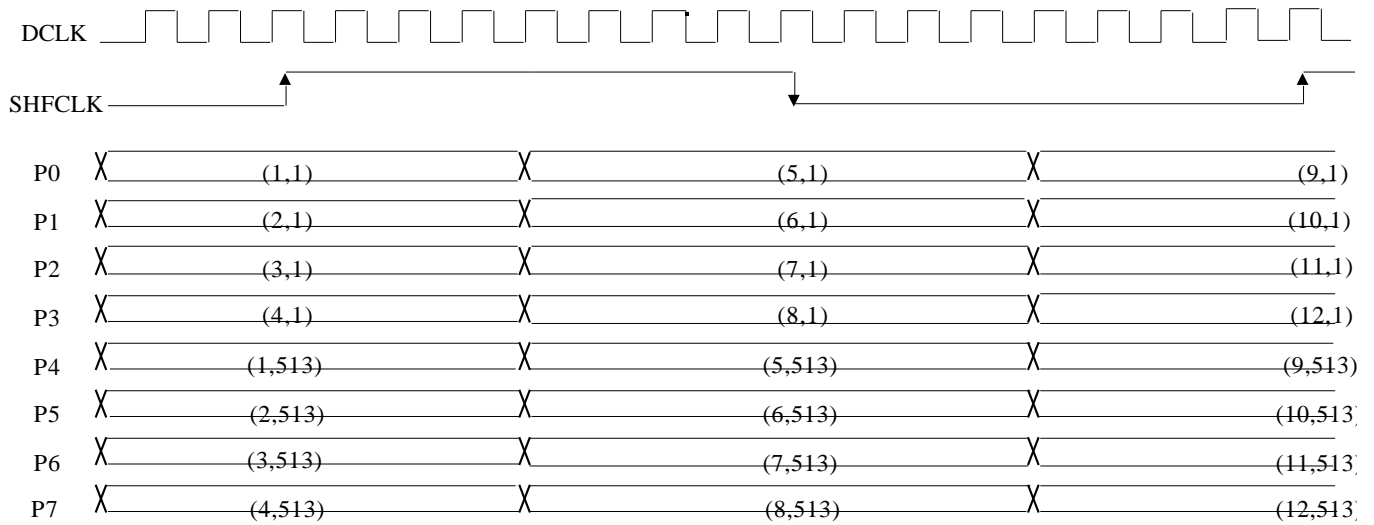 DCLK
SHFCLK
P0 (1,1) (5,1) (9,1)
P1 (2,1) (6,1) (10,1)
P2 (3,1) (7,1) (11,1)
P3 (4,1) (8,1) (12,1)
P4 (1,513) (5,513) (9,513)
P5 (2,513) (6,513) (10,513)
P6 (3,513) (7,513) (11,513)
P7 (4,513) (8,513) (12,513)